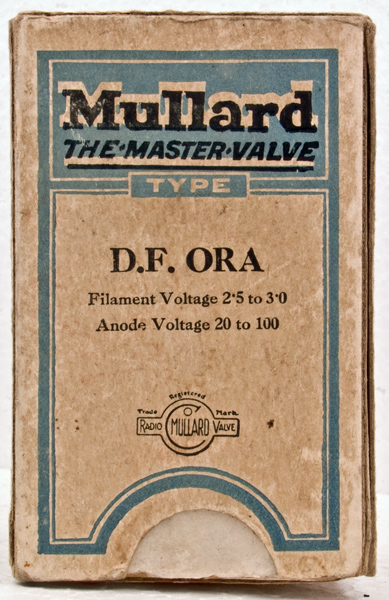 Mullard
THE·MASTER·VALVE
TYPE
D.F. ORA
Filament Voltage 2·5 to 3·0
Anode Voltage 20 to 100
Registered
Trade Mark
RADIO MULLARD VALVE